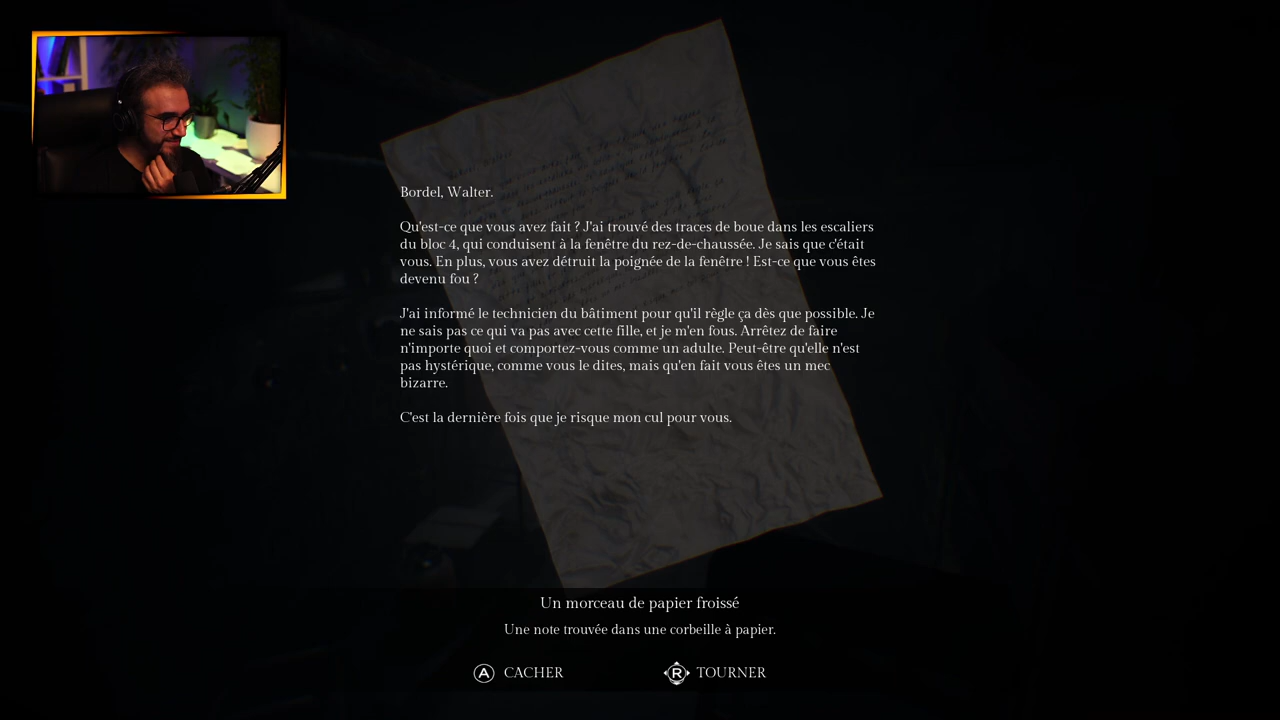 Bordel, Walter.
Qu'est-ce que vous avez fait ? J'ai trouvé des traces de boue dans les escaliers
du bloc 4, qui conduisent à la fenêtre du rez-de-chaussée. Je sais que c'était
vous. En plus, vous avez détruit la poignée de la fenêtre ! Est-ce que vous êtes
devenu fou ?
J'ai informé le technicien du bâtiment pour qu'il règle ça dès que possible. Je
ne sais pas ce qui va pas avec cette fille, et je m'en fous. Arrêtez de faire
n'importe quoi et comportez-vous comme un adulte. Peut-être qu'elle n'est
pas hystérique, comme vous le dites, mais qu'en fait vous êtes un mec
bizarre.
C'est la dernière fois que je risque mon cul pour vous.
Un morceau de papier froissé
Une note trouvée dans une corbeille à papier.
A CACHER
R TOURNER